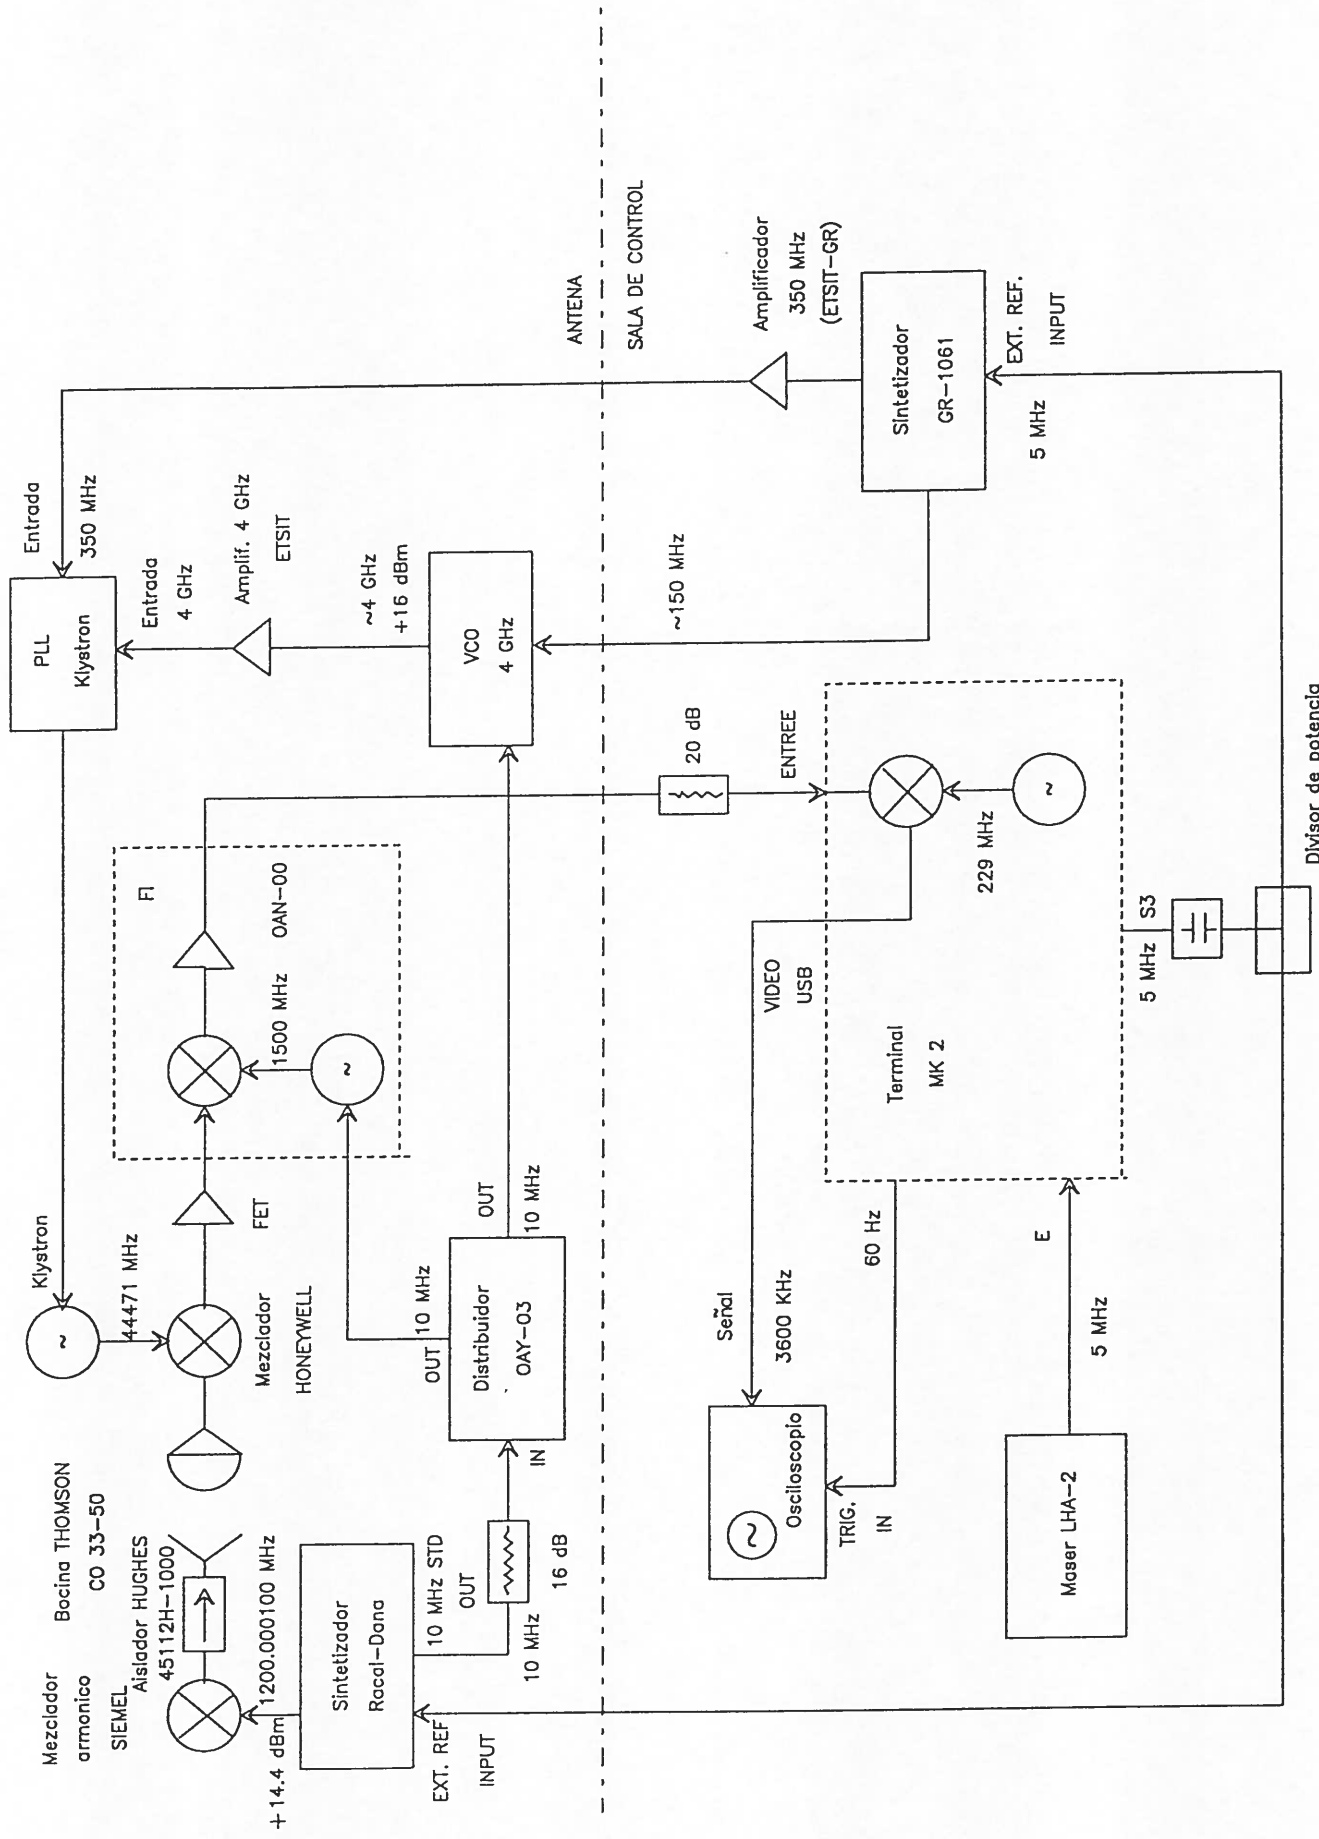 Mezclador
armonico
SIEMEL
Bocina THOMSON
CO 33-50
Aislador HUGHES
45112H-1000
+14.4 dBm
1200.000100 MHz
Sintetizador
Racal-Dana
EXT. REF
INPUT
10 MHz STD
OUT
10 MHz
16 dB
IN
Distribuidor
OAY-03
OUT
10 MHz
OUT
10 MHz
Klystron
44471 MHz
Mezclador
HONEYWELL
FET
FI
1500 MHz
OAN-00
PLL
Klystron
Entrada
350 MHz
Entrada
4 GHz
Amplif. 4 GHz
ETSIT
~4 GHz
+16 dBm
VCO
4 GHz
ANTENA
SALA DE CONTROL
Amplificador
350 MHz
(ETSIT-GR)
Sintetizador
GR-1061
EXT. REF.
INPUT
5 MHz
~150 MHz
20 dB
ENTREE
229 MHz
VIDEO
USB
Terminal
MK 2
5 MHz S3
Divisor de potencia
Señal
3600 KHz
60 Hz
Osciloscopio
TRIG.
IN
Maser LHA-2
E
5 MHz